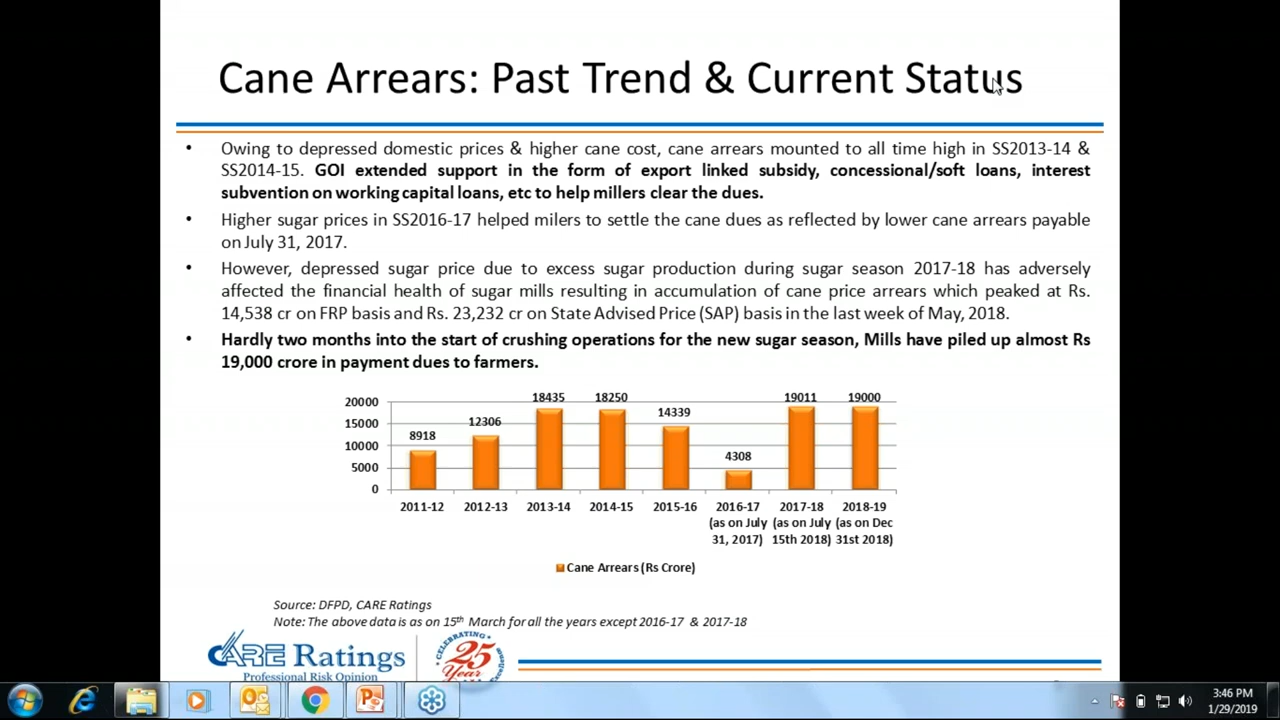 Cane Arrears: Past Trend & Current Status
• Owing to depressed domestic prices & higher cane cost, cane arrears mounted to all time high in SS2013-14 &
SS2014-15. GOI extended support in the form of export linked subsidy, concessional/soft loans, interest
subvention on working capital loans, etc to help millers clear the dues.
• Higher sugar prices in SS2016-17 helped milers to settle the cane dues as reflected by lower cane arrears payable
on July 31, 2017.
• However, depressed sugar price due to excess sugar production during sugar season 2017-18 has adversely
affected the financial health of sugar mills resulting in accumulation of cane price arrears which peaked at Rs.
14,538 cr on FRP basis and Rs. 23,232 cr on State Advised Price (SAP) basis in the last week of May, 2018.
• Hardly two months into the start of crushing operations for the new sugar season, Mills have piled up almost Rs
19,000 crore in payment dues to farmers.
20000
15000
10000
5000
0
8918
12306
18435
18250
14339
4308
19011
19000
2011-12 2012-13 2013-14 2014-15 2015-16 2016-17 2017-18 2018-19
(as on July (as on July (as on Dec
31, 2017) 15th 2018) 31st 2018)
Cane Arrears (Rs Crore)
Source: DFPD, CARE Ratings
Note: The above data is as on 15th March for all the years except 2016-17 & 2017-18
CARE Ratings
Professional Risk Opinion
CELEBRATING
25
Year
3:46 PM
1/29/2019